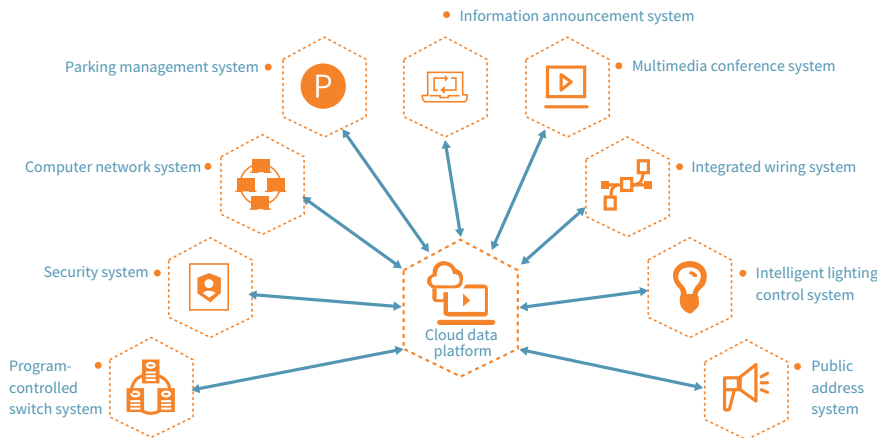 Information announcement system
Parking management system
P
Multimedia conference system
Computer network system
Integrated wiring system
Security system
Intelligent lighting
control system
Cloud data
platform
Program-
controlled
switch system
Public
address
system